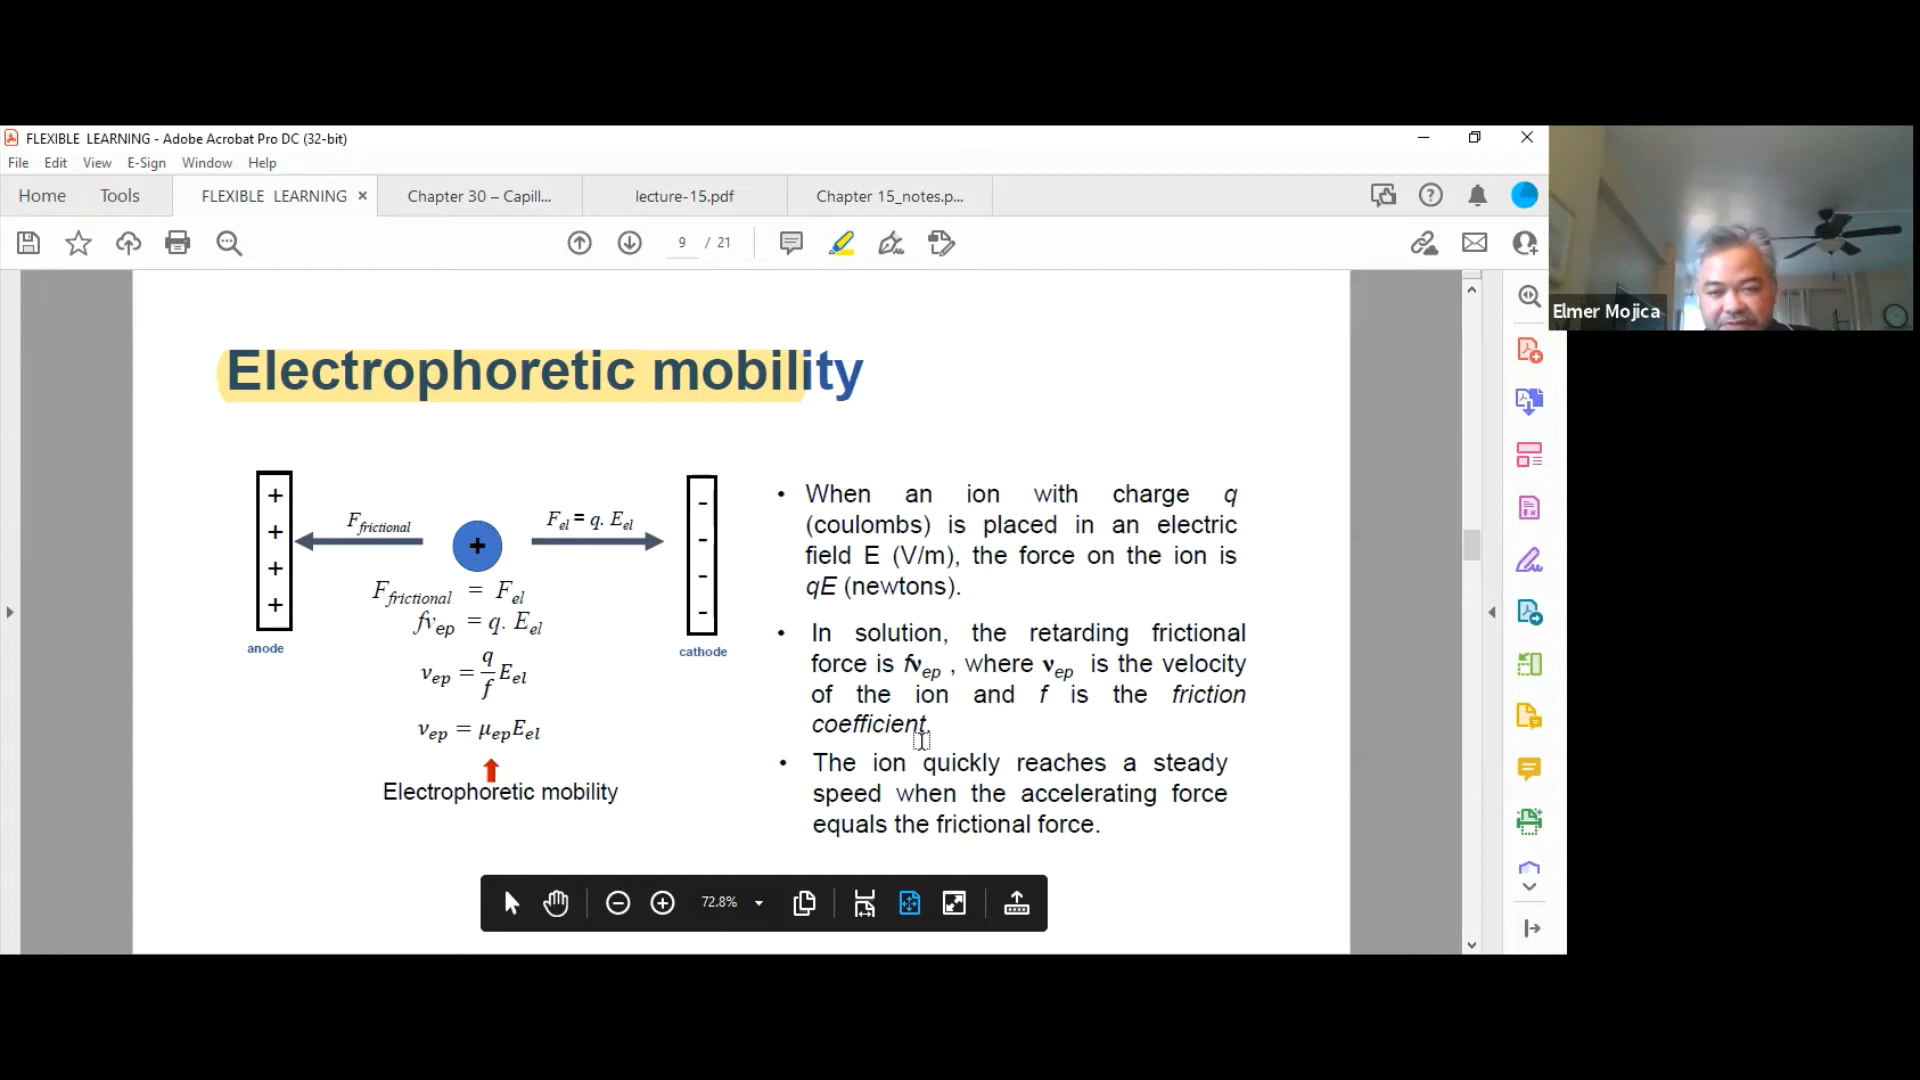 FLEXIBLE LEARNING - Adobe Acrobat Pro DC (32-bit)
File Edit View E-Sign Window Help
Home Tools FLEXIBLE LEARNING × Chapter 30 – Capill... lecture-15.pdf Chapter 15_notes.p...
9 / 21
Elmer Mojica
Electrophoretic mobility
+
+
+
+
anode
F_frictional
+
F_el = q. E_el
-
-
-
-
cathode
F_frictional = F_el
fv_ep = q. E_el
ν_ep = q/f E_el
ν_ep = μ_ep E_el
Electrophoretic mobility
• When an ion with charge q
(coulombs) is placed in an electric
field E (V/m), the force on the ion is
qE (newtons).
• In solution, the retarding frictional
force is fν_ep , where ν_ep is the velocity
of the ion and f is the friction
coefficient.
• The ion quickly reaches a steady
speed when the accelerating force
equals the frictional force.
72.8%